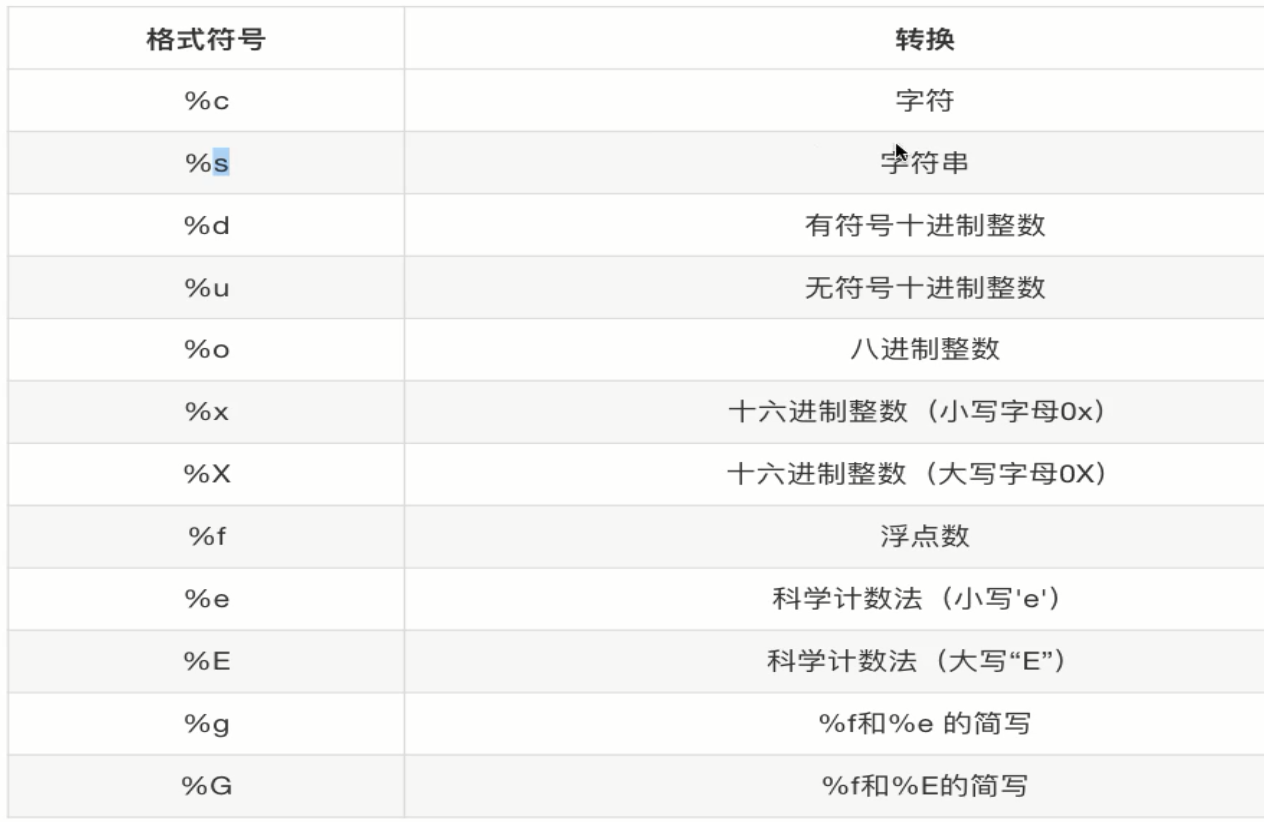 格式符号 转换
%c 字符
%s 字符串
%d 有符号十进制整数
%u 无符号十进制整数
%o 八进制整数
%x 十六进制整数（小写字母0x）
%X 十六进制整数（大写字母0X）
%f 浮点数
%e 科学计数法（小写'e'）
%E 科学计数法（大写“E”）
%g %f和%e 的简写
%G %f和%E的简写